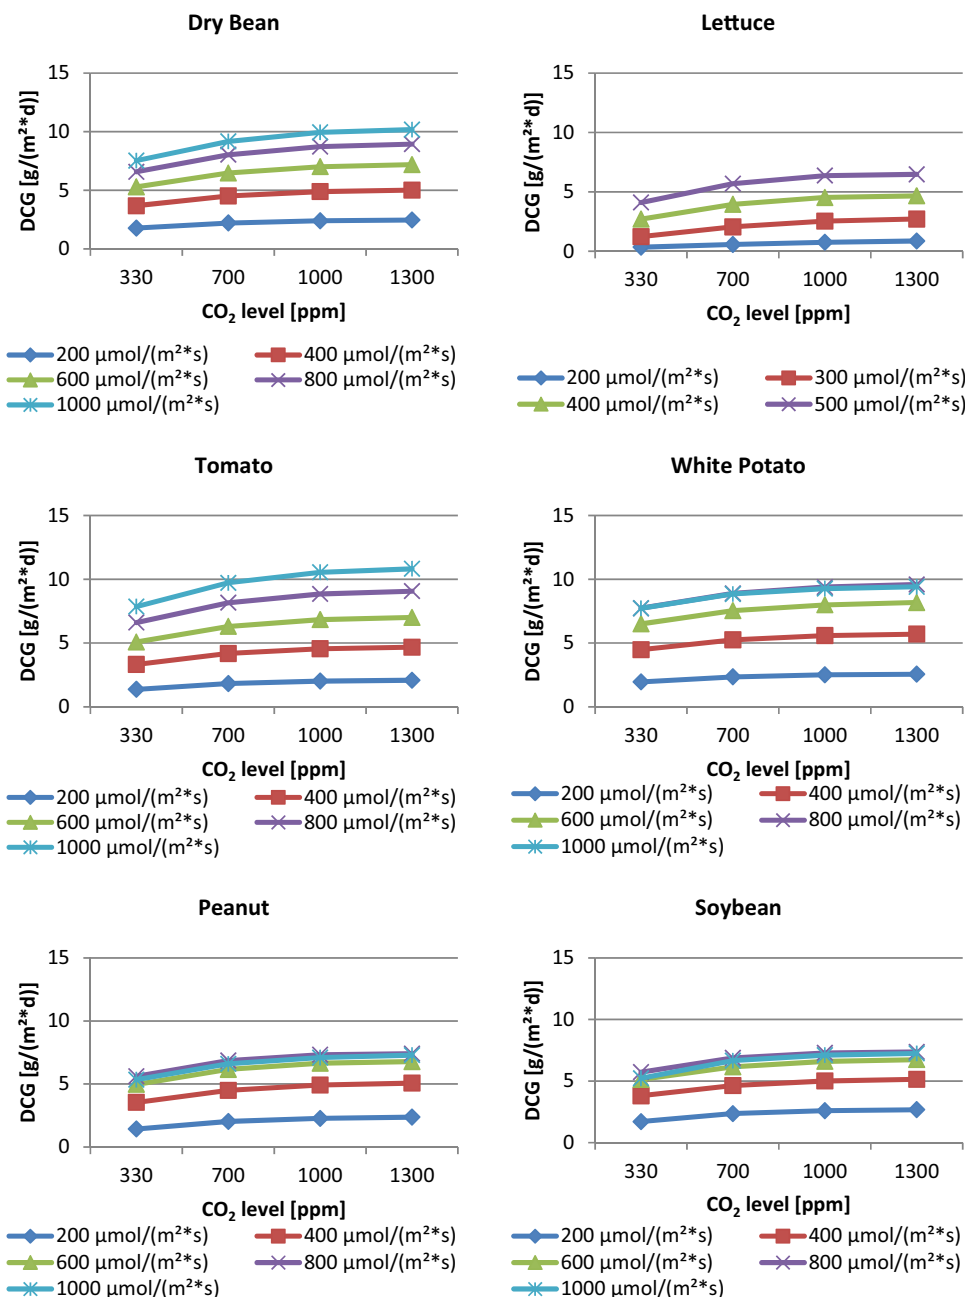 Dry Bean
DCG [g/(m²*d)]
15
10
5
0
330 700 1000 1300
CO₂ level [ppm]
200 µmol/(m²*s) 400 µmol/(m²*s)
600 µmol/(m²*s) 800 µmol/(m²*s)
1000 µmol/(m²*s)
Lettuce
DCG [g/(m²*d)]
15
10
5
0
330 700 1000 1300
CO₂ level [ppm]
200 µmol/(m²*s) 300 µmol/(m²*s)
400 µmol/(m²*s) 500 µmol/(m²*s)
Tomato
DCG [g/(m²*d)]
15
10
5
0
330 700 1000 1300
CO₂ level [ppm]
200 µmol/(m²*s) 400 µmol/(m²*s)
600 µmol/(m²*s) 800 µmol/(m²*s)
1000 µmol/(m²*s)
White Potato
DCG [g/(m²*d)]
15
10
5
0
330 700 1000 1300
CO₂ level [ppm]
200 µmol/(m²*s) 400 µmol/(m²*s)
600 µmol/(m²*s) 800 µmol/(m²*s)
1000 µmol/(m²*s)
Peanut
DCG [g/(m²*d)]
15
10
5
0
330 700 1000 1300
CO₂ level [ppm]
200 µmol/(m²*s) 400 µmol/(m²*s)
600 µmol/(m²*s) 800 µmol/(m²*s)
1000 µmol/(m²*s)
Soybean
DCG [g/(m²*d)]
15
10
5
0
330 700 1000 1300
CO₂ level [ppm]
200 µmol/(m²*s) 400 µmol/(m²*s)
600 µmol/(m²*s) 800 µmol/(m²*s)
1000 µmol/(m²*s)